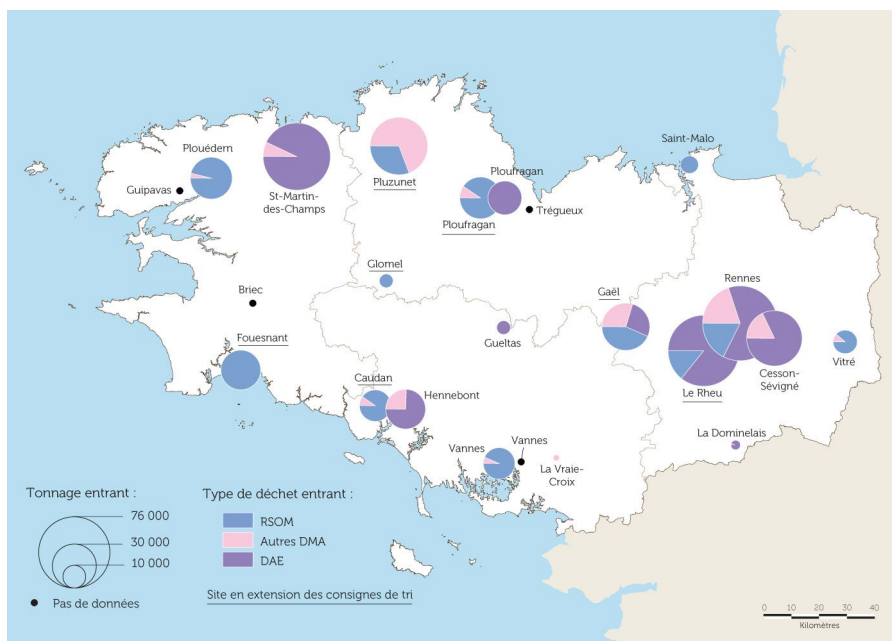 Saint-Malo
Plouédern
Guipavas
St-Martin-
des-Champs
Pluzunet
Ploufragan
Ploufragan
Trégueux
Glomel
Briec
Gaël
Rennes
Gueltas
Cesson-
Sévigné
Vitré
Le Rheu
Fouesnant
Caudan
Hennebont
La Dominelais
Vannes
Vannes
La Vraie-
Croix
Tonnage entrant :
76 000
30 000
10 000
Pas de données
Type de déchet entrant :
RSOM
Autres DMA
DAE
Site en extension des consignes de tri
0 10 20 30 40
Kilomètres